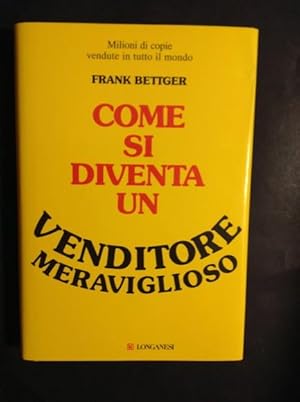 Milioni di copie
vendute in tutto il mondo
FRANK BETTGER
COME
SI
DIVENTA
UN
VENDITORE
MERAVIGLIOSO
LONGANESI